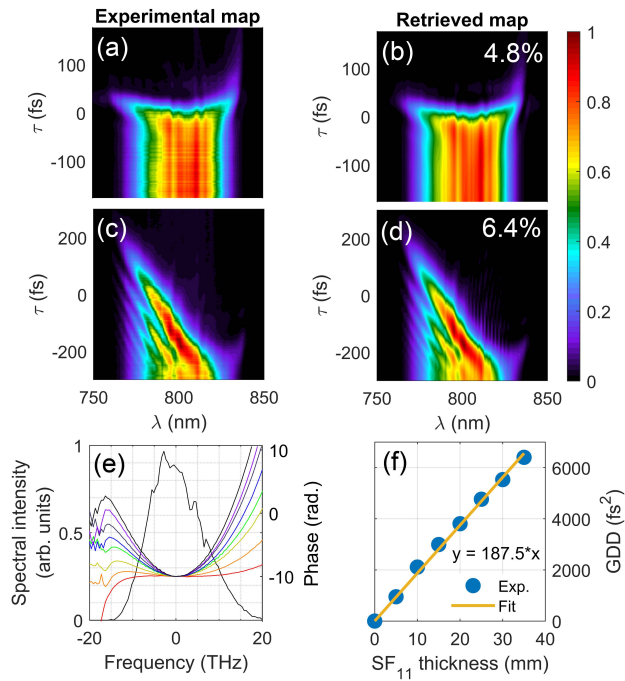 Experimental map
Retrieved map
(a)
(b)
4.8%
100
0
-100
τ (fs)
100
0
-100
τ (fs)
1
0.8
0.6
0.4
0.2
0
(c)
(d)
6.4%
200
0
-200
τ (fs)
200
0
-200
τ (fs)
750
800
850
λ (nm)
750
800
850
λ (nm)
(e)
1
0.5
0
Spectral intensity
(arb. units)
10
0
-10
Phase (rad.)
-20
0
20
Frequency (THz)
(f)
6000
4000
2000
0
GDD (fs²)
y = 187.5*x
Exp.
Fit
0
10
20
30
40
SF₁₁ thickness (mm)